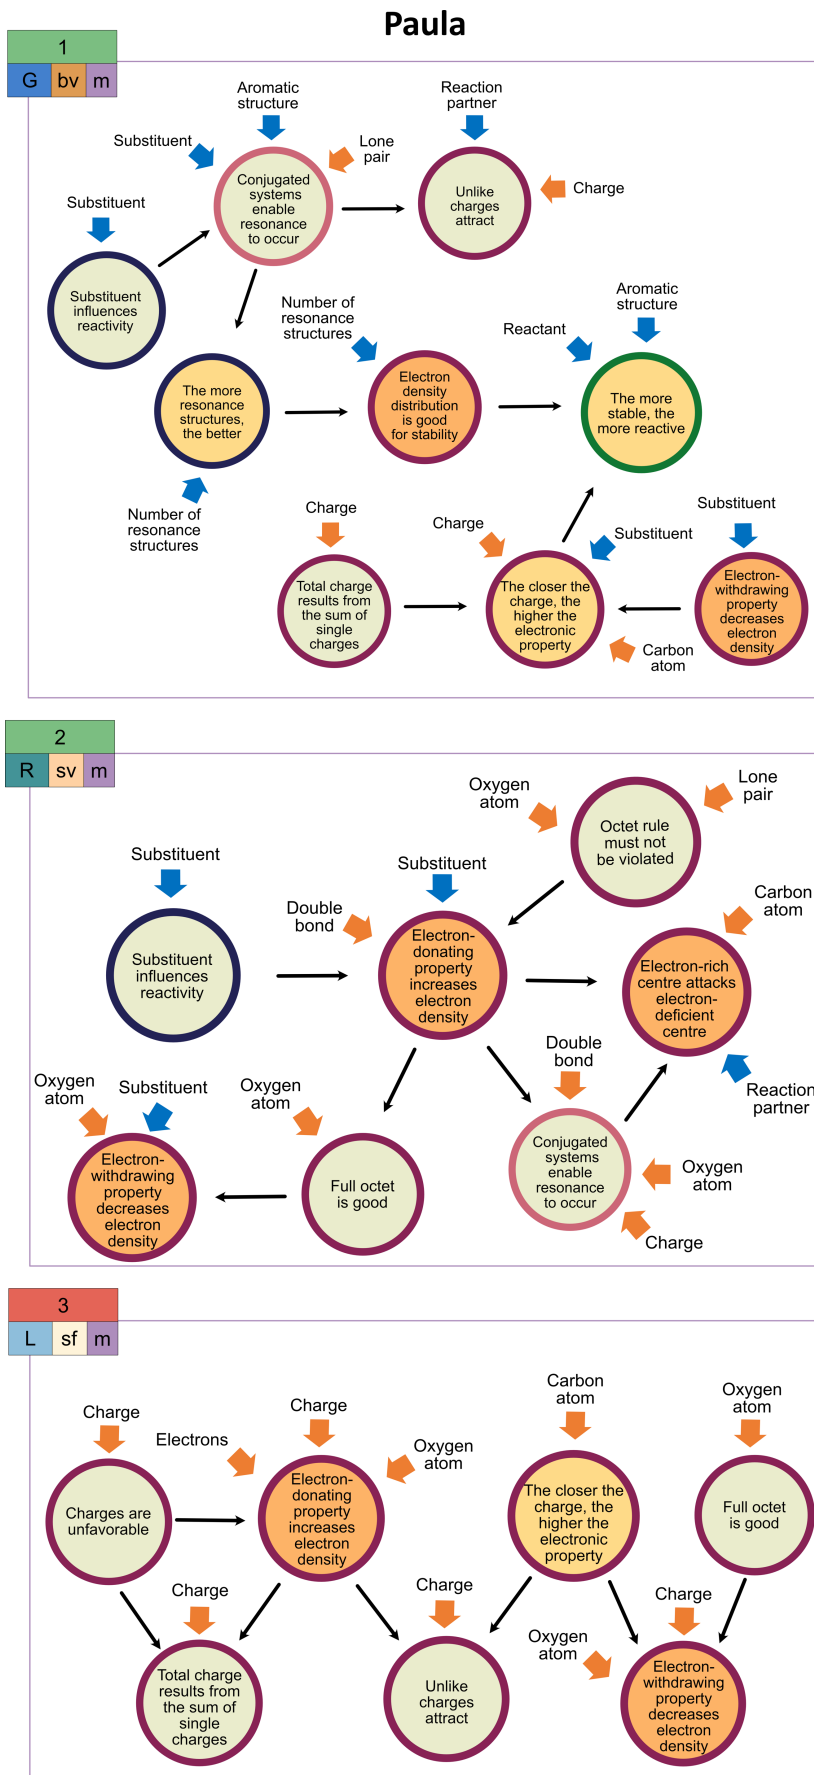 Paula
1
G bv m
Aromatic
structure
Reaction
partner
Substituent
Lone
pair
Conjugated
systems
enable
resonance
to occur
Unlike
charges
attract
Charge
Substituent
Substituent
influences
reactivity
Number of
resonance
structures
Aromatic
structure
Reactant
The more
resonance
structures,
the better
Electron
density
distribution
is good
for stability
The more
stable, the
more reactive
Number of
resonance
structures
Charge
Charge
Substituent
Substituent
Total charge
results from
the sum of
single
charges
The closer the
charge, the
higher the
electronic
property
Electron-
withdrawing
property
decreases
electron
density
Carbon
atom
2
R sv m
Oxygen
atom
Lone
pair
Octet rule
must not
be violated
Substituent
Substituent
Double
bond
Carbon
atom
Substituent
influences
reactivity
Electron-
donating
property
increases
electron
density
Electron-rich
centre attacks
electron-
deficient
centre
Double
bond
Reaction
partner
Oxygen
atom
Substituent
Oxygen
atom
Electron-
withdrawing
property
decreases
electron
density
Full octet
is good
Conjugated
systems
enable
resonance
to occur
Oxygen
atom
Charge
3
L sf m
Charge
Electrons
Charge
Oxygen
atom
Carbon
atom
Oxygen
atom
Charges are
unfavorable
Electron-
donating
property
increases
electron
density
The closer the
charge, the
higher the
electronic
property
Full octet
is good
Charge
Charge
Charge
Oxygen
atom
Total charge
results from
the sum of
single
charges
Unlike
charges
attract
Electron-
withdrawing
property
decreases
electron
density